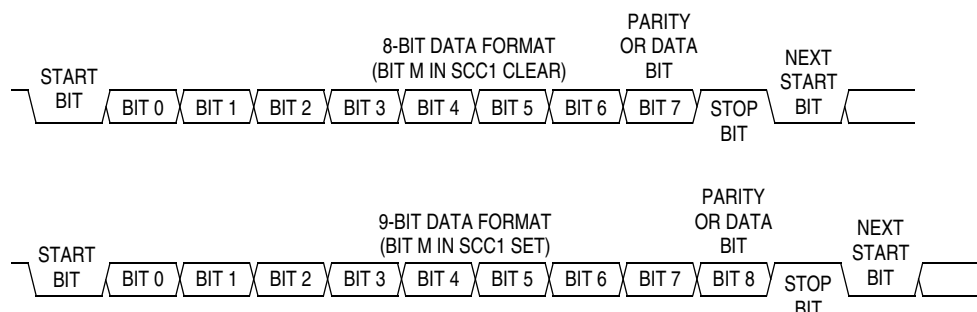 8-BIT DATA FORMAT
(BIT M IN SCC1 CLEAR)
PARITY
OR DATA
BIT
START
BIT
BIT 0
BIT 1
BIT 2
BIT 3
BIT 4
BIT 5
BIT 6
BIT 7
STOP
BIT
NEXT
START
BIT
9-BIT DATA FORMAT
(BIT M IN SCC1 SET)
PARITY
OR DATA
BIT
START
BIT
BIT 0
BIT 1
BIT 2
BIT 3
BIT 4
BIT 5
BIT 6
BIT 7
BIT 8
STOP
BIT
NEXT
START
BIT